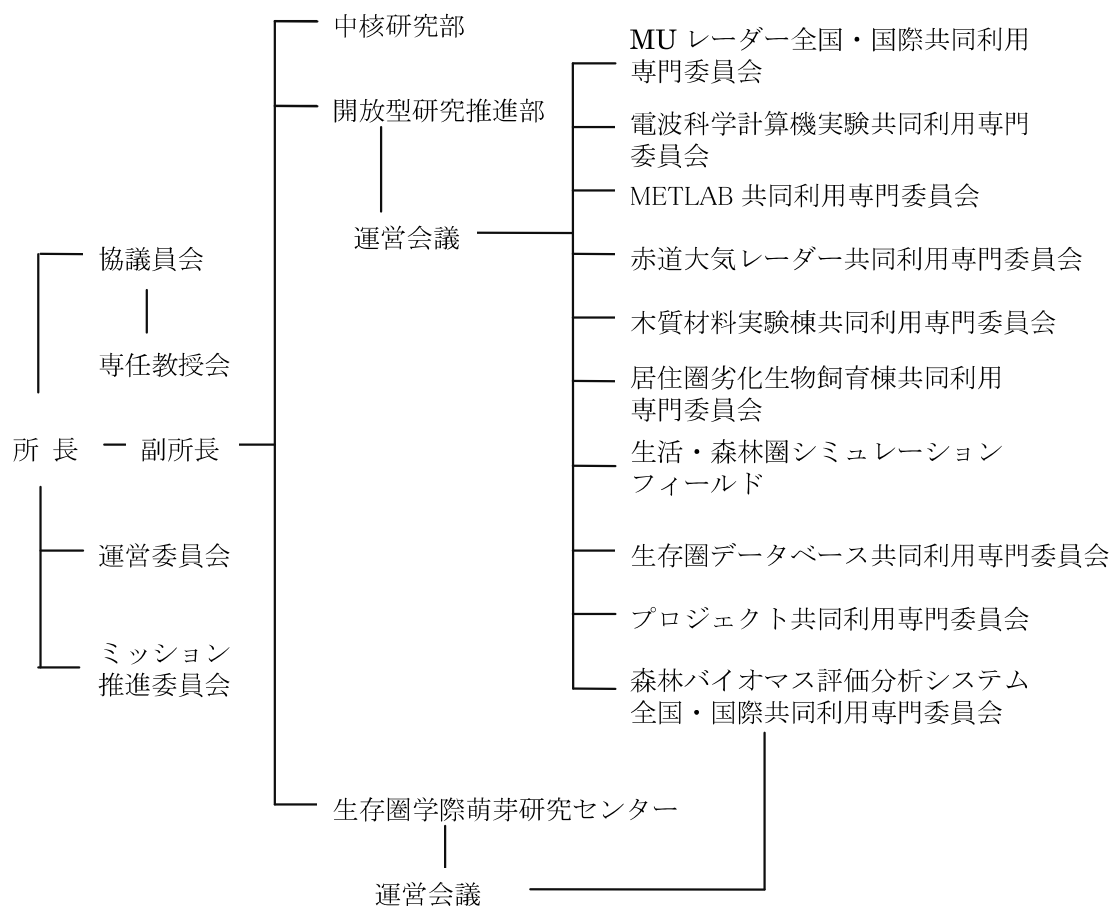 中核研究部
開放型研究推進部
運営会議
MU レーダー全国・国際共同利用
専門委員会
電波科学計算機実験共同利用専門
委員会
METLAB 共同利用専門委員会
赤道大気レーダー共同利用専門委員会
木質材料実験棟共同利用専門委員会
居住圏劣化生物飼育棟共同利用
専門委員会
生活・森林圏シミュレーション
フィールド
生存圏データベース共同利用専門委員会
プロジェクト共同利用専門委員会
森林バイオマス評価分析システム
全国・国際共同利用専門委員会
協議員会
専任教授会
所 長
副所長
運営委員会
ミッション
推進委員会
生存圏学際萌芽研究センター
運営会議